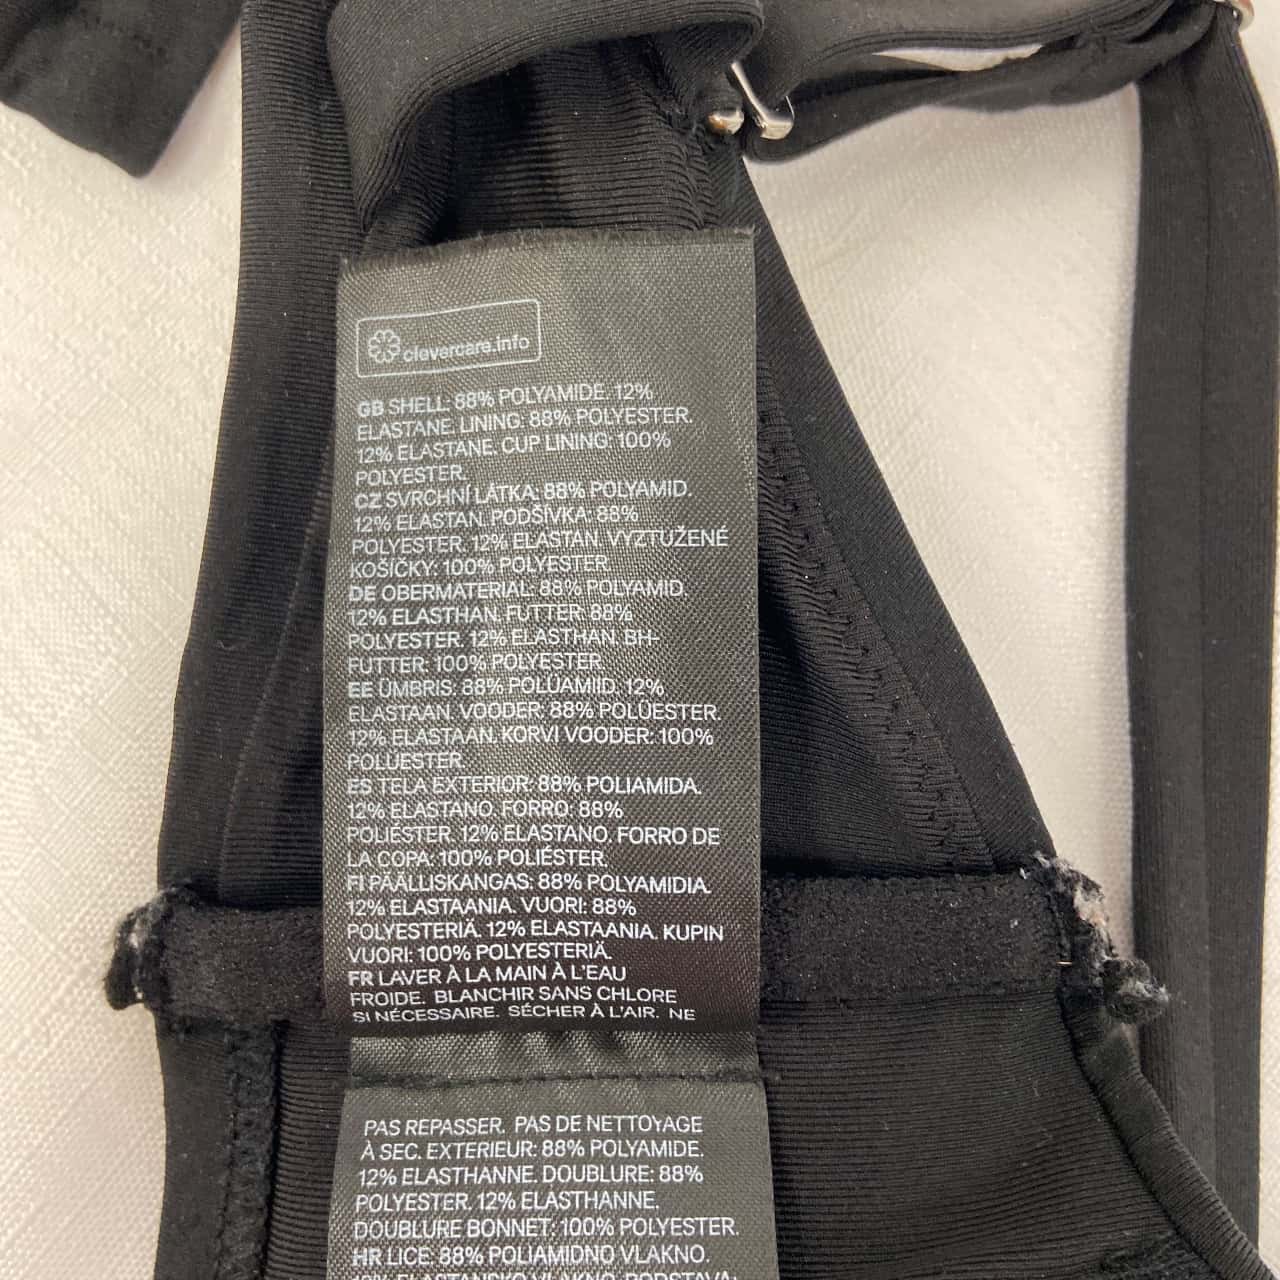 clevercare.info
GB SHELL: 88% POLYAMIDE. 12%
ELASTANE. LINING: 88% POLYESTER.
12% ELASTANE. CUP LINING: 100%
POLYESTER.
CZ SVRCHNÍ LÁTKA: 88% POLYAMID.
12% ELASTAN. PODŠÍVKA: 88%
POLYESTER. 12% ELASTAN. VYZTUŽENÉ
KOŠÍČKY: 100% POLYESTER
DE OBERMATERIAL: 88% POLYAMID.
12% ELASTHAN. FUTTER: 88%
POLYESTER. 12% ELASTHAN. BH-
FUTTER: 100% POLYESTER
EE ÜMBRIS: 88% POLÜAMIID. 12%
ELASTAAN. VOODER: 88% POLÜESTER.
12% ELASTAAN. KORVI VOODER: 100%
POLÜESTER.
ES TELA EXTERIOR: 88% POLIAMIDA.
12% ELASTANO. FORRO: 88%
POLIÉSTER. 12% ELASTANO. FORRO DE
LA COPA: 100% POLIÉSTER.
FI PÄÄLLISKANGAS: 88% POLYAMIDIA.
12% ELASTAANIA. VUORI: 88%
POLYESTERIÄ. 12% ELASTAANIA. KUPIN
VUORI: 100% POLYESTERIÄ.
FR LAVER À LA MAIN À L'EAU
FROIDE. BLANCHIR SANS CHLORE
SI NÉCESSAIRE. SÉCHER À L'AIR. NE
PAS REPASSER. PAS DE NETTOYAGE
À SEC. EXTERIEUR: 88% POLYAMIDE.
12% ELASTHANNE. DOUBLURE: 88%
POLYESTER. 12% ELASTHANNE.
DOUBLURE BONNET: 100% POLYESTER.
HR LICE: 88% POLIAMIDNO VLAKNO.
12% ELASTANSKO VLAKNO. PODSTAVA: